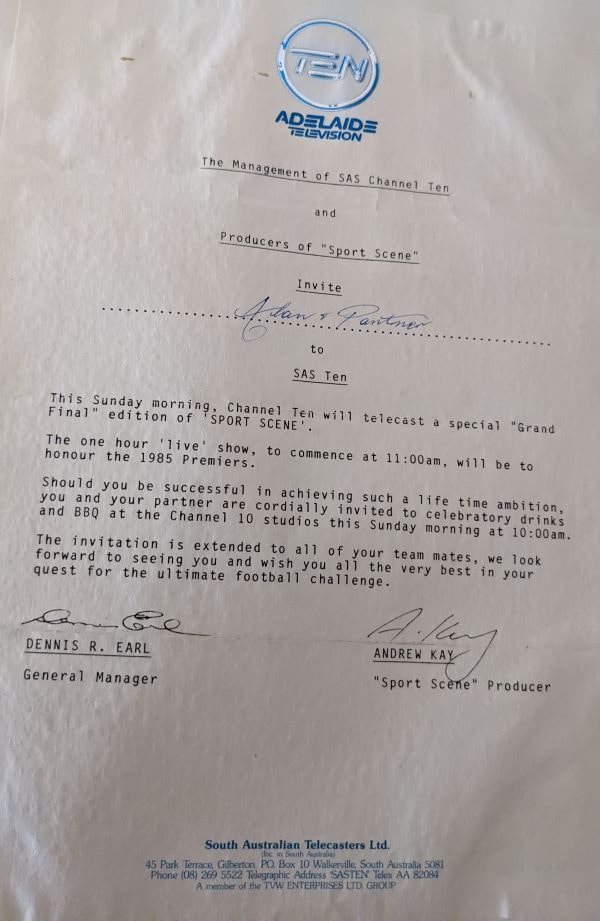 TEN
ADELAIDE
TELEVISION
The Management of SAS Channel Ten
and
Producers of "Sport Scene"
Invite
Alan & Partner
to
SAS Ten
This Sunday morning, Channel Ten will telecast a special "Grand
Final" edition of 'SPORT SCENE'.
The one hour 'live' show, to commence at 11:00am, will be to
honour the 1985 Premiers.
Should you be successful in achieving such a life time ambition,
you and your partner are cordially invited to celebratory drinks
and BBQ at the Channel 10 studios this Sunday morning at 10:00am.
The invitation is extended to all of your team mates, we look
forward to seeing you and wish you all the very best in your
quest for the ultimate football challenge.
A. Kay
DENNIS R. EARL
ANDREW KAY
General Manager
"Sport Scene" Producer
South Australian Telecasters Ltd.
(Inc. in South Australia)
45 Park Terrace, Gilberton. P.O. Box 10 Walkerville, South Australia 5081
Phone (08) 269 5522 Telegraphic Address 'SASTEN' Telex AA 82084
A member of the TVW ENTERPRISES LTD. GROUP